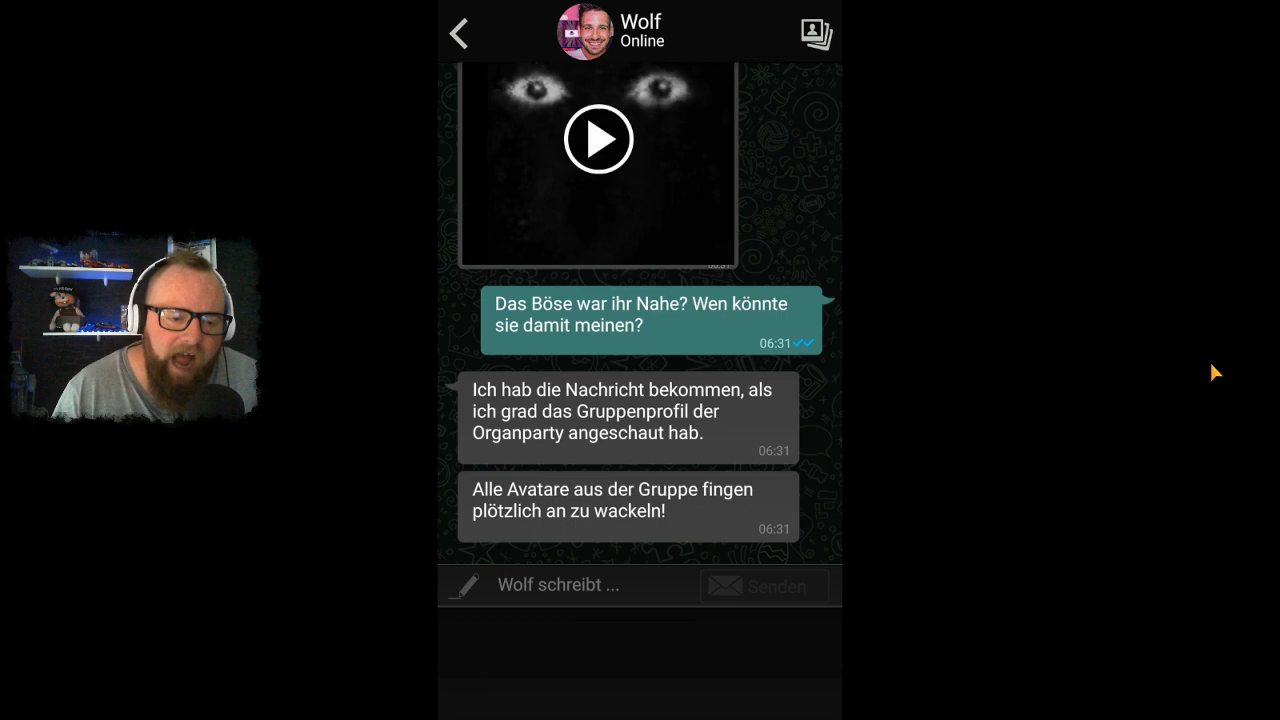 Wolf
Online
Das Böse war ihr Nahe? Wen könnte
sie damit meinen?
06:31
Ich hab die Nachricht bekommen, als
ich grad das Gruppenprofil der
Organparty angeschaut hab.
06:31
Alle Avatare aus der Gruppe fingen
plötzlich an zu wackeln!
06:31
Wolf schreibt ...
Senden